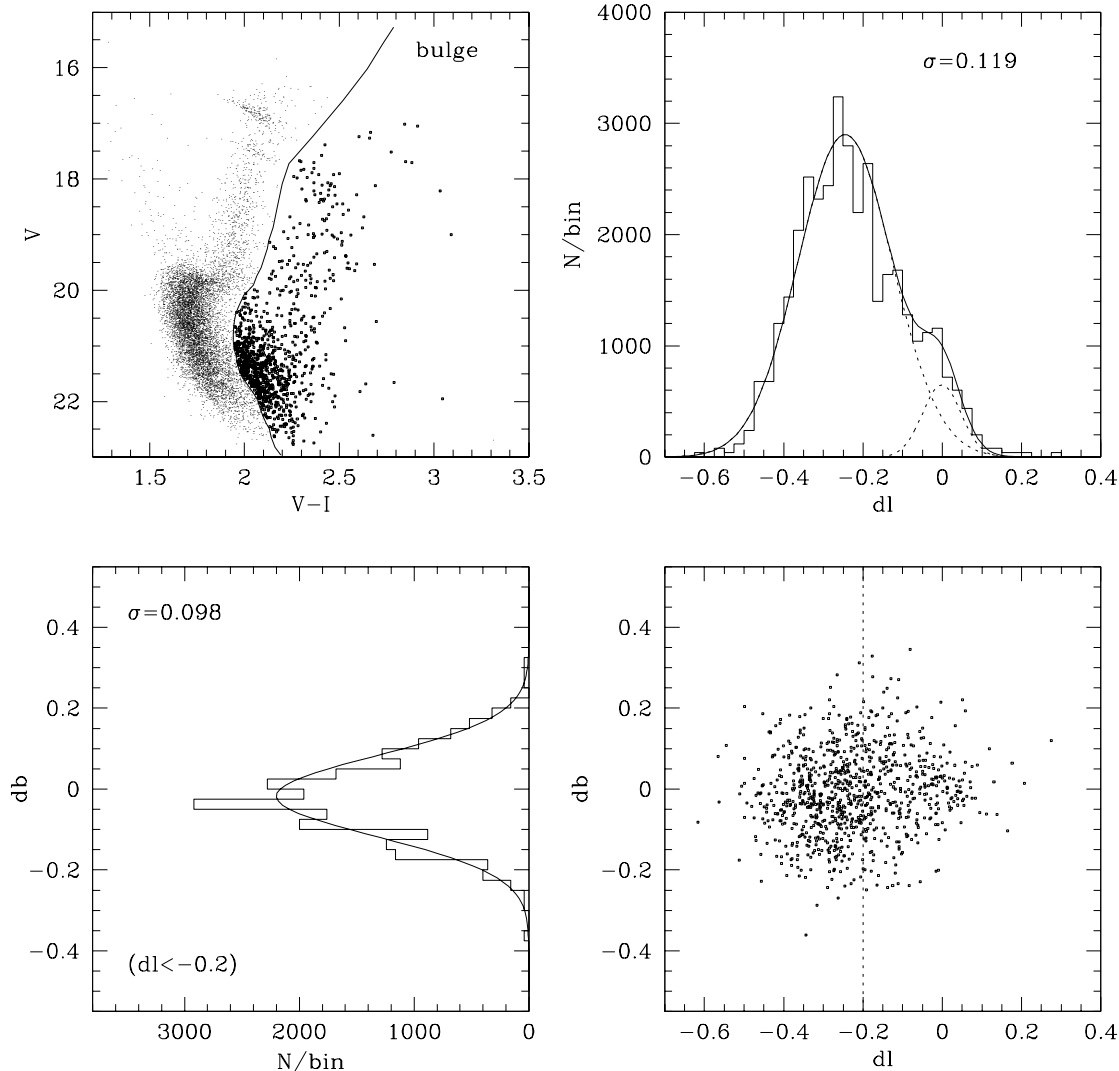 bulge
16
18
20
22
V
1.5 2 2.5 3 3.5
V−I
σ=0.119
4000
3000
2000
1000
0
N/bin
−0.6 −0.4 −0.2 0 0.2 0.4
dl
σ=0.098
0.4
0.2
0
−0.2
−0.4
db
(dl<−0.2)
3000 2000 1000 0
N/bin
0.4
0.2
0
−0.2
−0.4
db
−0.6 −0.4 −0.2 0 0.2 0.4
dl